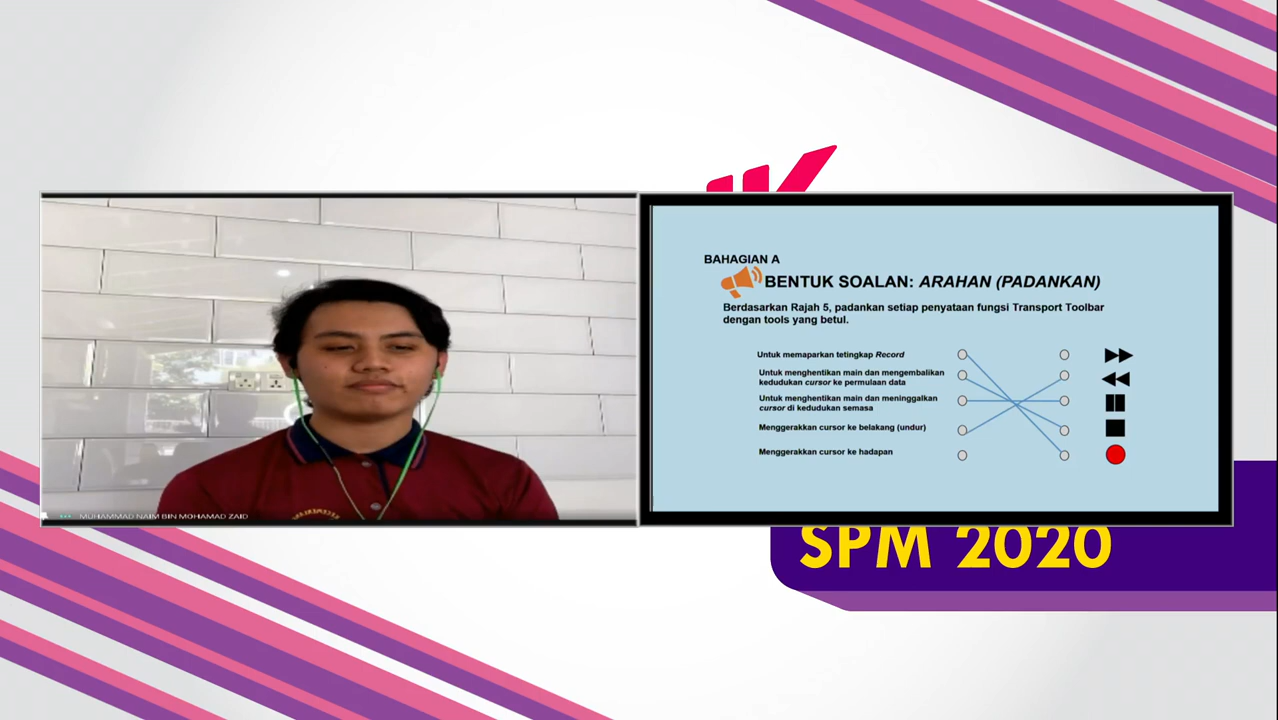 BAHAGIAN A
BENTUK SOALAN: ARAHAN (PADANKAN)
Berdasarkan Rajah 5, padankan setiap penyataan fungsi Transport Toolbar
dengan tools yang betul.
Untuk memaparkan tetingkap Record
Untuk menghentikan main dan mengembalikan
kedudukan cursor ke permulaan data
Untuk menghentikan main dan meninggalkan
cursor di kedudukan semasa
Menggerakkan cursor ke belakang (undur)
Menggerakkan cursor ke hadapan
MUHAMMAD NAIM BIN MOHAMAD ZAID
SPM 2020